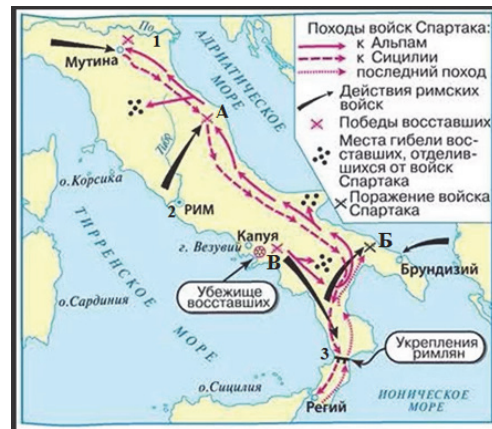 Походы войск Спартака:
к Альпам
к Сицилии
последний поход
Действия римских
войск
Победы восставших
Места гибели вос-
ставших, отделив-
шихся от войск
Спартака
Поражение войска
Спартака
По
1
Мутина
АДРИАТИЧЕСКОЕ
МОРЕ
А
Тибр
о.Корсика
2 РИМ
Капуя
г. Везувий
В
Б
Брундизий
Убежище
восставших
ТИРРЕНСКОЕ
МОРЕ
о.Сардиния
3
Укрепления
римлян
о.Сицилия
Регий
ИОНИЧЕСКОЕ
МОРЕ